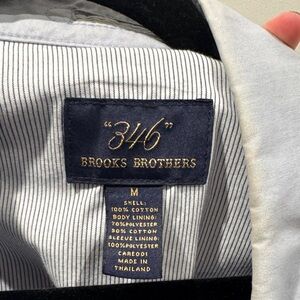 "346"
BROOKS BROTHERS
M
SHELL:
100% COTTON
BODY LINING:
70%POLYESTER
30% COTTON
SLEEVE LINING:
100%POLYESTER
CARE001
MADE IN
THAILAND